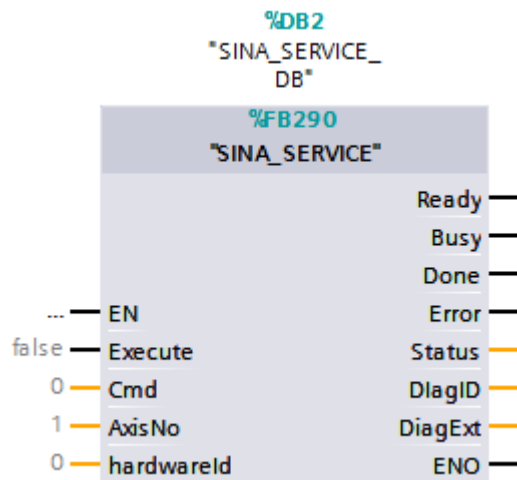 %DB2
"SINA_SERVICE_
DB"
%FB290
"SINA_SERVICE"
Ready
Busy
Done
... EN Error
false Execute Status
0 Cmd DIagID
1 AxisNo DiagExt
0 hardwareId ENO